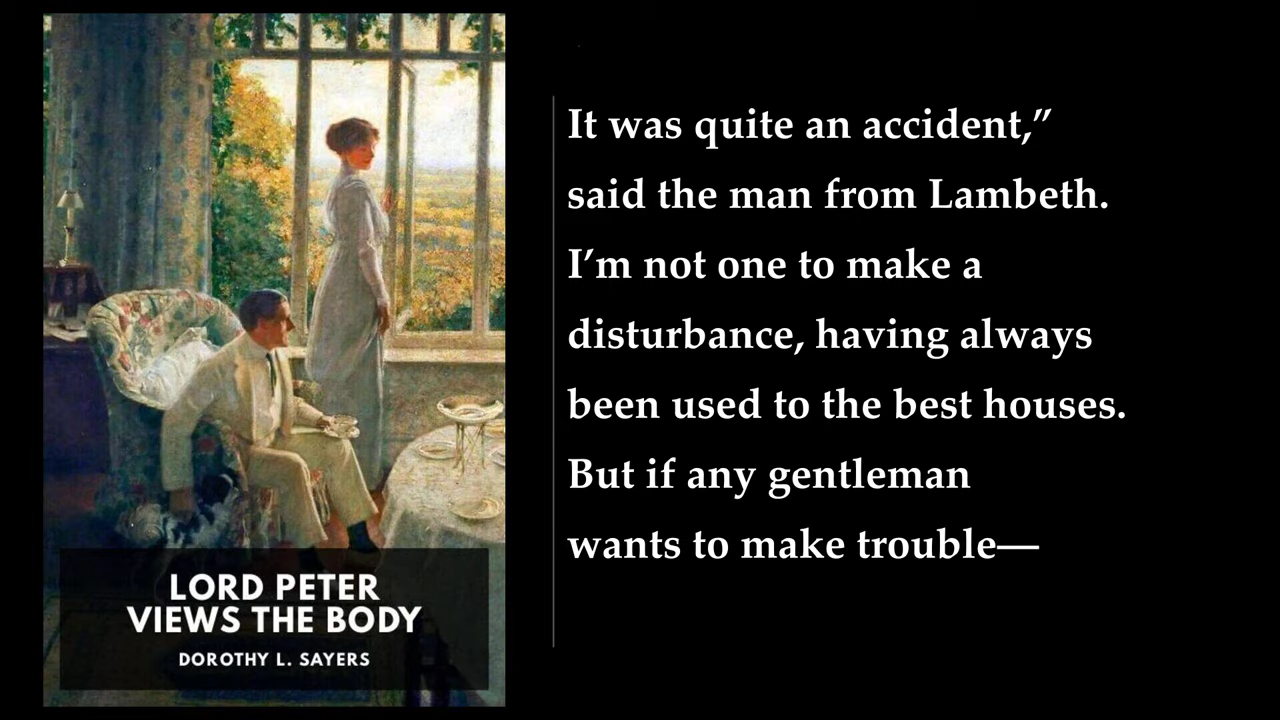 LORD PETER
VIEWS THE BODY
DOROTHY L. SAYERS
It was quite an accident,”
said the man from Lambeth.
I’m not one to make a
disturbance, having always
been used to the best houses.
But if any gentleman
wants to make trouble—